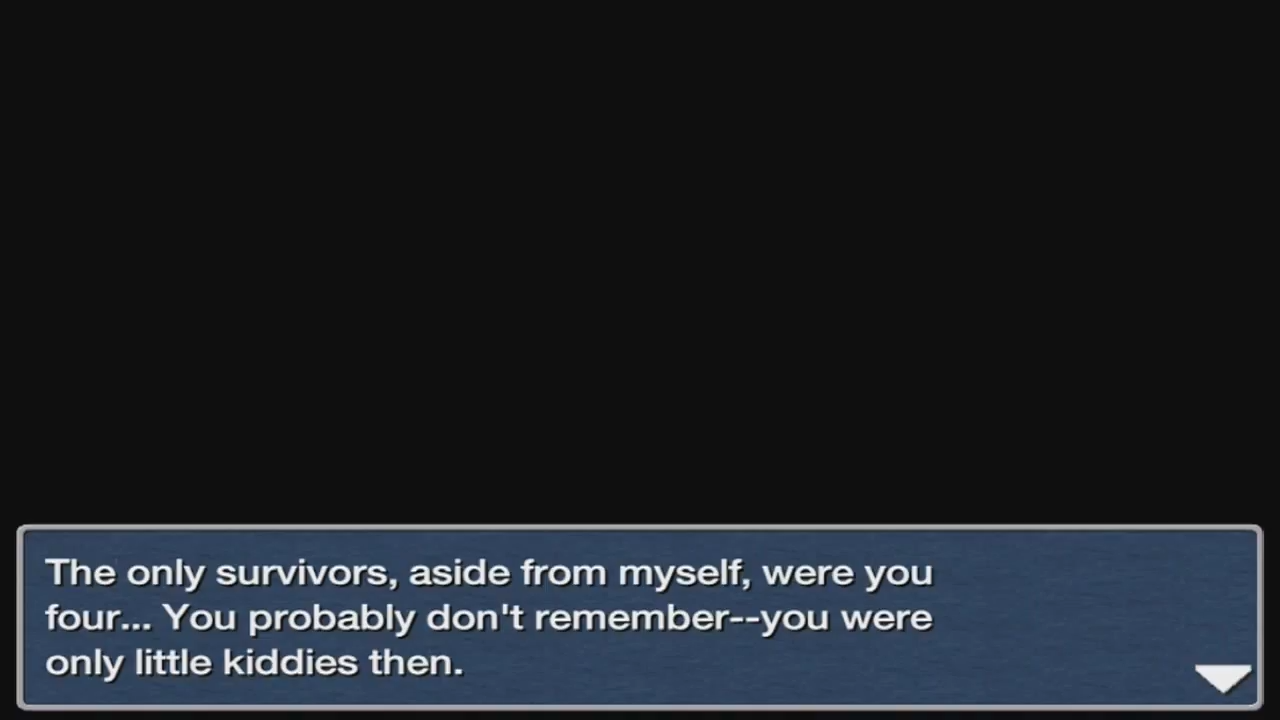 The only survivors, aside from myself, were you
four... You probably don't remember--you were
only little kiddies then.